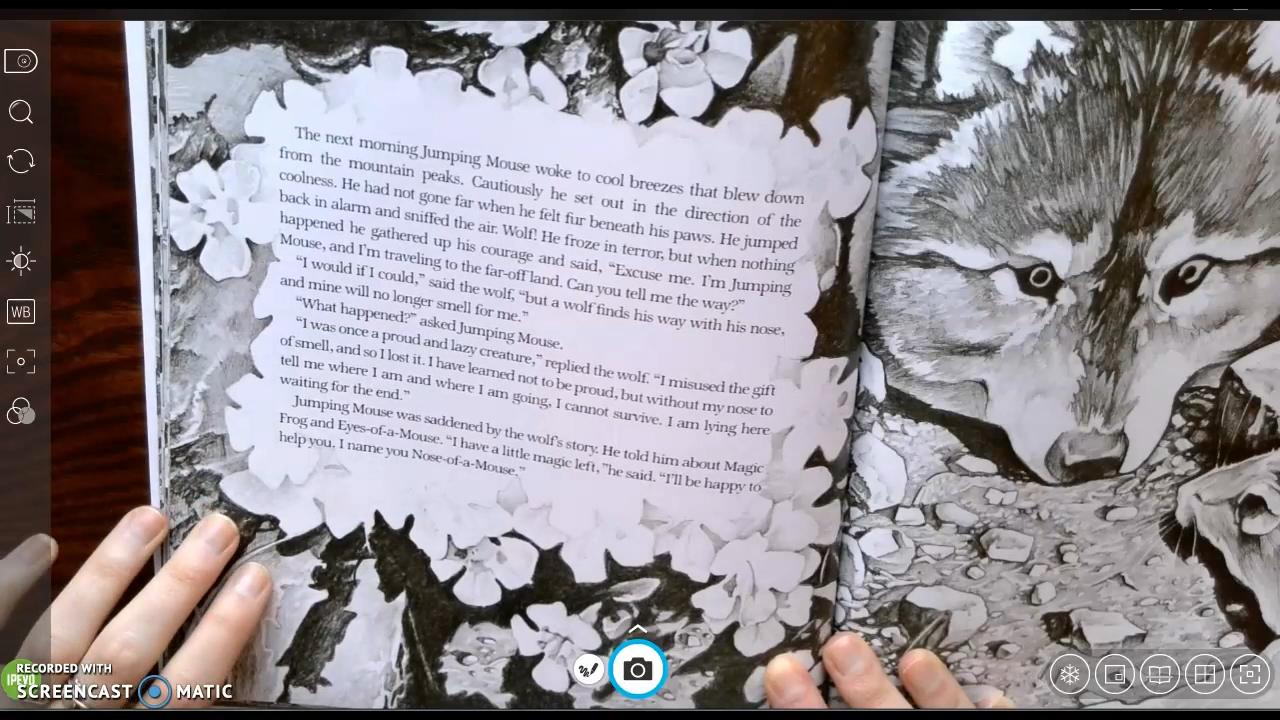 The next morning Jumping Mouse woke to cool breezes that blew down
from the mountain peaks. Cautiously he set out in the direction of the
coolness. He had not gone far when he felt fur beneath his paws. He jumped
back in alarm and sniffed the air. Wolf! He froze in terror, but when nothing
happened he gathered up his courage and said, “Excuse me. I’m Jumping
Mouse, and I’m traveling to the far-off land. Can you tell me the way?”
“I would if I could,” said the wolf, “but a wolf finds his way with his nose,
and mine will no longer smell for me.”
“What happened?” asked Jumping Mouse.
“I was once a proud and lazy creature,” replied the wolf. “I misused the gift
of smell, and so I lost it. I have learned not to be proud, but without my nose to
tell me where I am and where I am going, I cannot survive. I am lying here
waiting for the end.”
Jumping Mouse was saddened by the wolf’s story. He told him about Magic
Frog and Eyes-of-a-Mouse. “I have a little magic left,” he said. “I’ll be happy to
help you. I name you Nose-of-a-Mouse.”
WB
RECORDED WITH
IPEVO
SCREENCAST MATIC